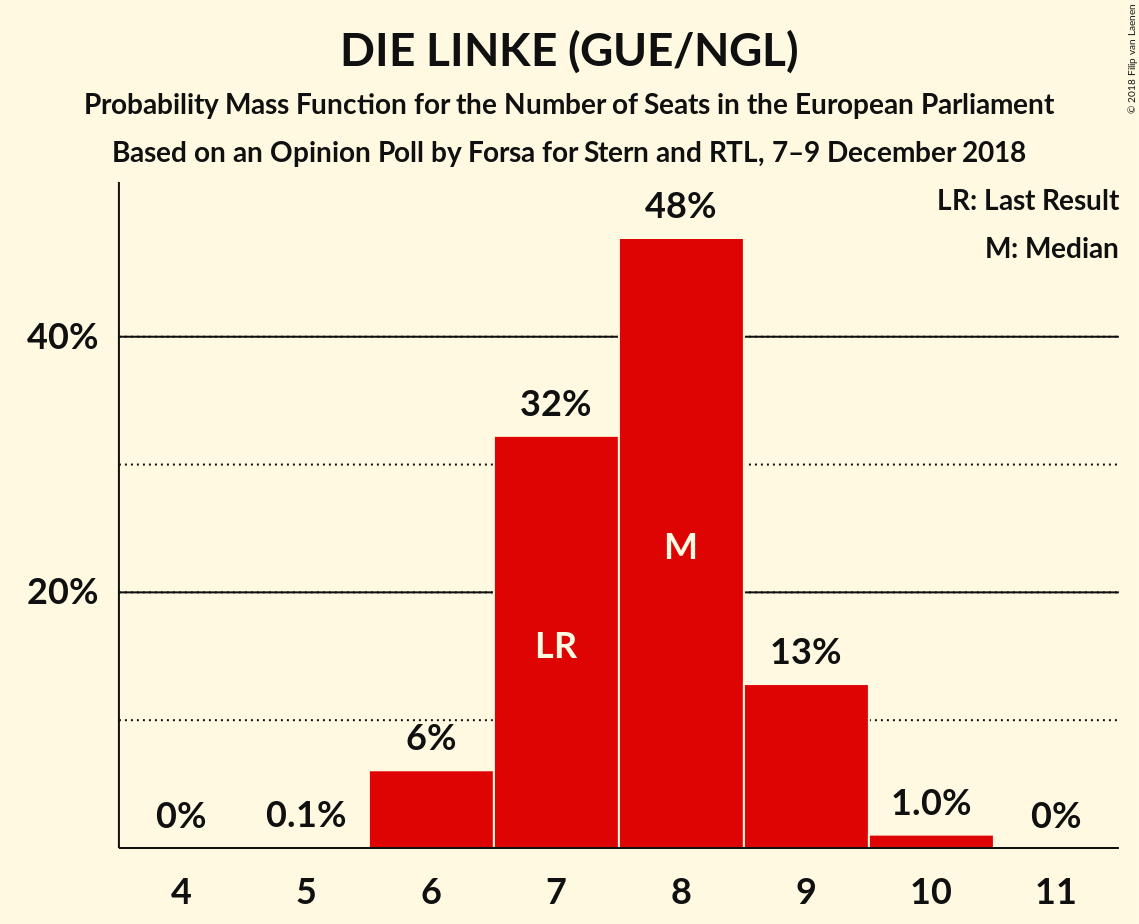 DIE LINKE (GUE/NGL)
Probability Mass Function for the Number of Seats in the European Parliament
Based on an Opinion Poll by Forsa for Stern and RTL, 7–9 December 2018
© 2018 Filip van Laenen
LR: Last Result
M: Median
48%
40%
32%
M
20%
LR
13%
6%
0%
0.1%
1.0%
0%
4
5
6
7
8
9
10
11